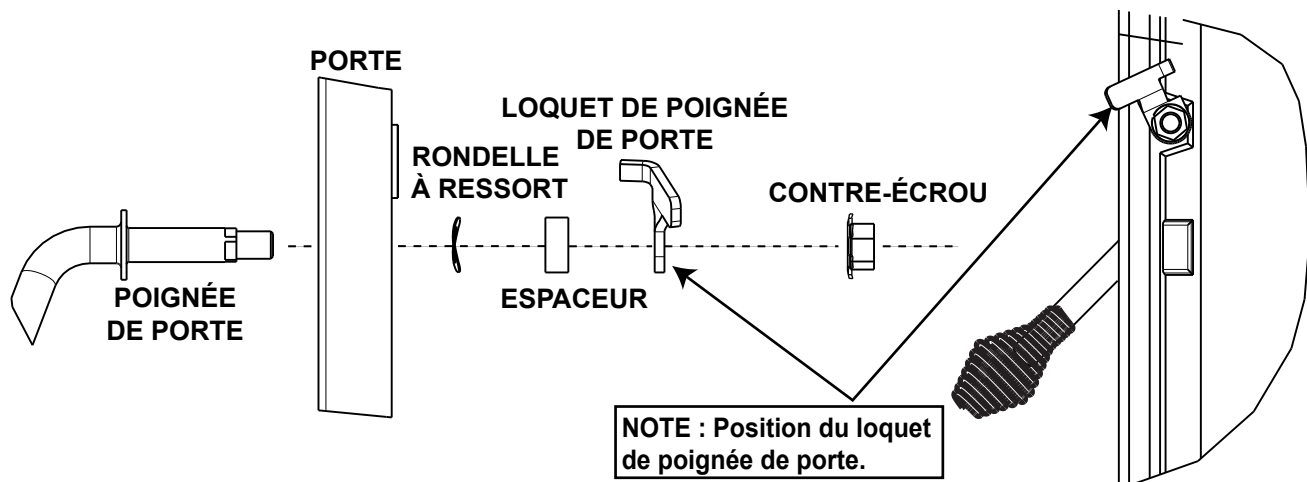 PORTE
LOQUET DE POIGNÉE
DE PORTE
RONDELLE
À RESSORT
CONTRE-ÉCROU
POIGNÉE
DE PORTE
ESPACEUR
NOTE : Position du loquet
de poignée de porte.